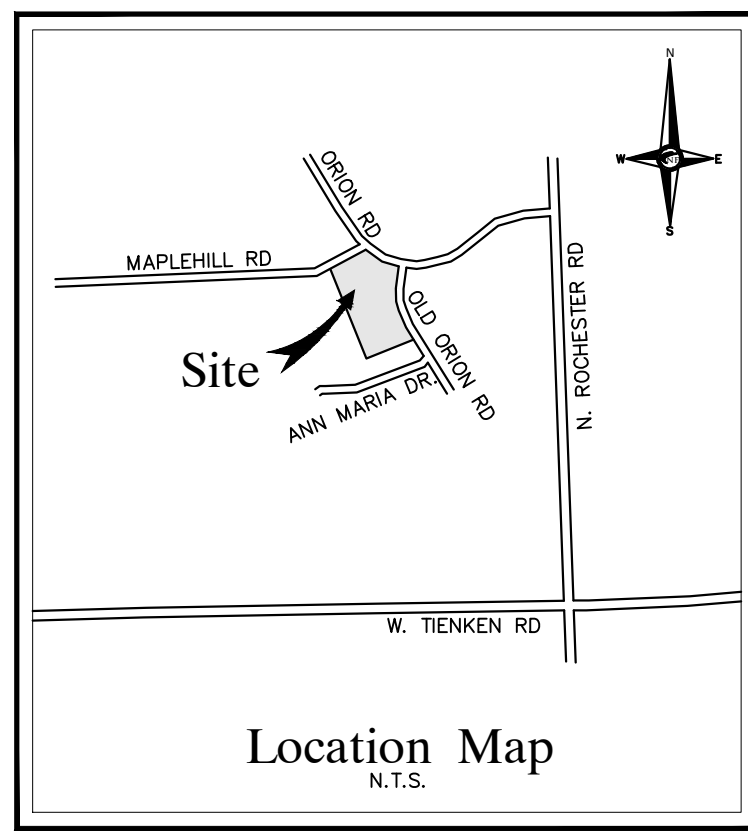 N
W E
S
ORION RD
MAPLEHILL RD
OLD ORION RD
N. ROCHESTER RD
Site
ANN MARIA DR.
W. TIENKEN RD
Location Map
N.T.S.